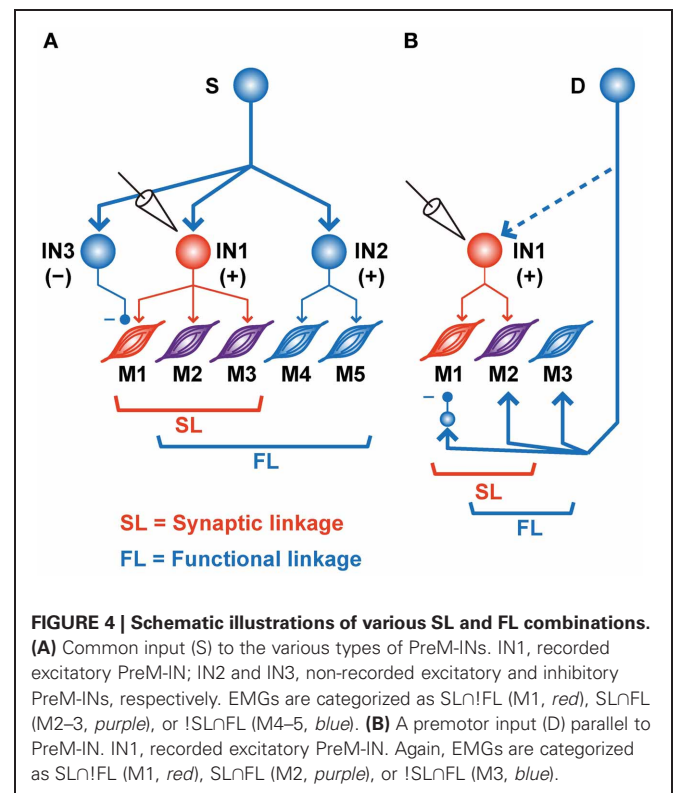 A B
S D
IN3 IN1 IN2 IN1
(−) (+) (+) (+)
−
M1 M2 M3 M4 M5 M1 M2 M3
−
SL
FL
SL
FL
SL = Synaptic linkage
FL = Functional linkage
FIGURE 4 | Schematic illustrations of various SL and FL combinations.
(A) Common input (S) to the various types of PreM-INs. IN1, recorded
excitatory PreM-IN; IN2 and IN3, non-recorded excitatory and inhibitory
PreM-INs, respectively. EMGs are categorized as SL∩!FL (M1, red), SL∩FL
(M2–3, purple), or !SL∩FL (M4–5, blue). (B) A premotor input (D) parallel to
PreM-IN. IN1, recorded excitatory PreM-IN. Again, EMGs are categorized
as SL∩!FL (M1, red), SL∩FL (M2, purple), or !SL∩FL (M3, blue).